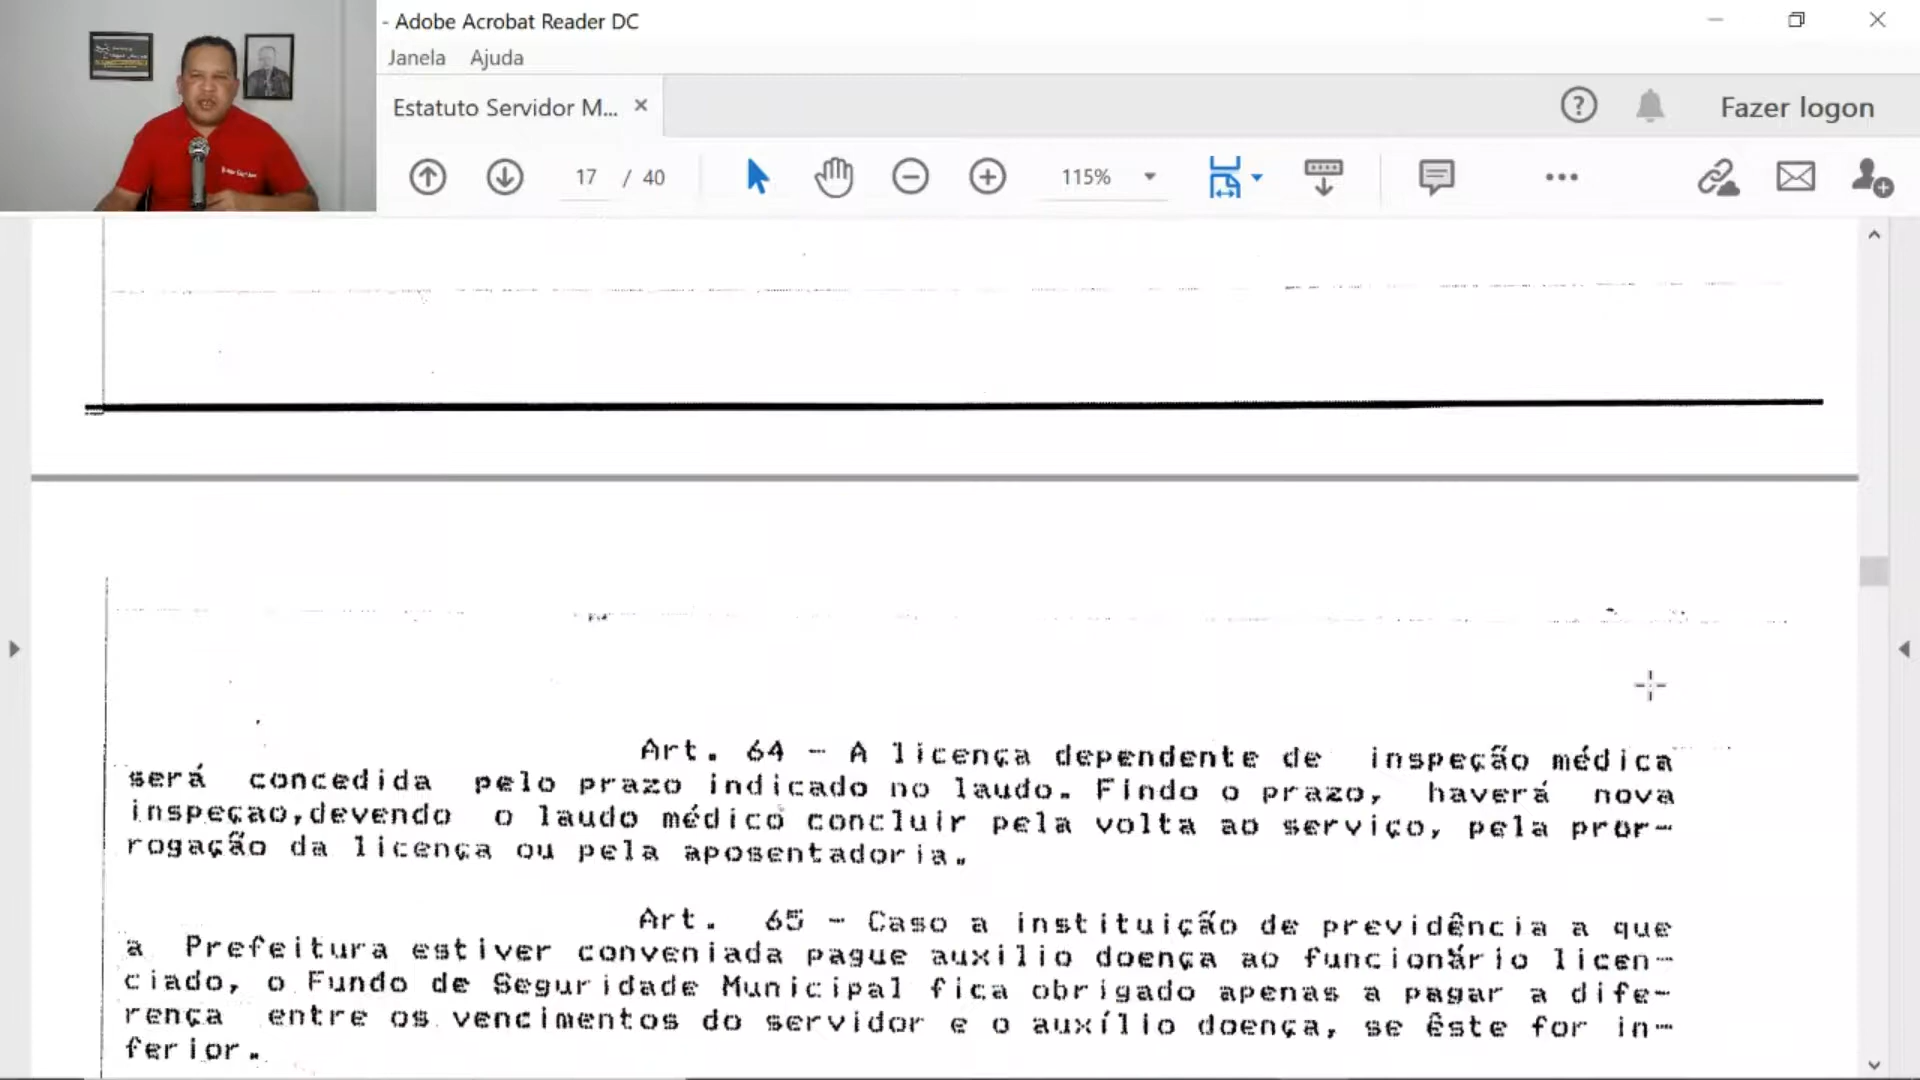 - Adobe Acrobat Reader DC
Janela Ajuda
Estatuto Servidor M...
Fazer logon
17 / 40
115%
Art. 64 - A licença dependente de inspeção médica
será concedida pelo prazo indicado no laudo. Findo o prazo, haverá nova
inspeçao,devendo o laudo médico concluir pela volta ao serviço, pela pror-
rogação da licença ou pela aposentadoria.
Art. 65 - Caso a instituição de previdência a que
a Prefeitura estiver conveniada pague auxilio doença ao funcionário licen-
ciado, o Fundo de Seguridade Municipal fica obrigado apenas a pagar a dife-
rença entre os vencimentos do servidor e o auxílio doença, se êste for in-
ferior.